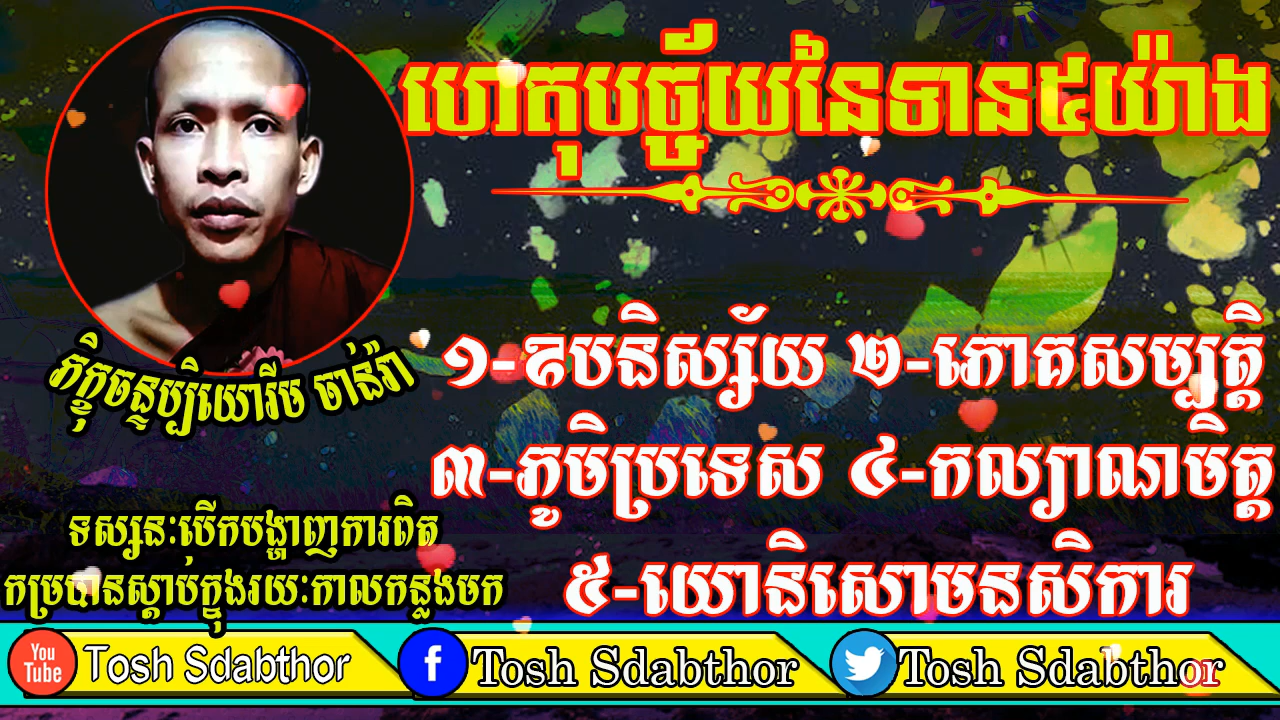 ហេតុបច្ច័យនៃទាន៥យ៉ាង
១-ឧបនិស្ស័យ ២-ភោគសម្បត្តិ
៣-ភូមិប្រទេស ៤-កល្យាណមិត្ត
៥-យោនិសោមនសិការ
ភិក្ខុចន្ទប្បិយោរីម ចាន់រ៉ា
ទស្សនៈបើកបង្ហាញការពិត
កម្របានស្តាប់ក្នុងរយៈកាលកន្លងមក
You Tube Tosh Sdabthor f Tosh Sdabthor Tosh Sdabthor